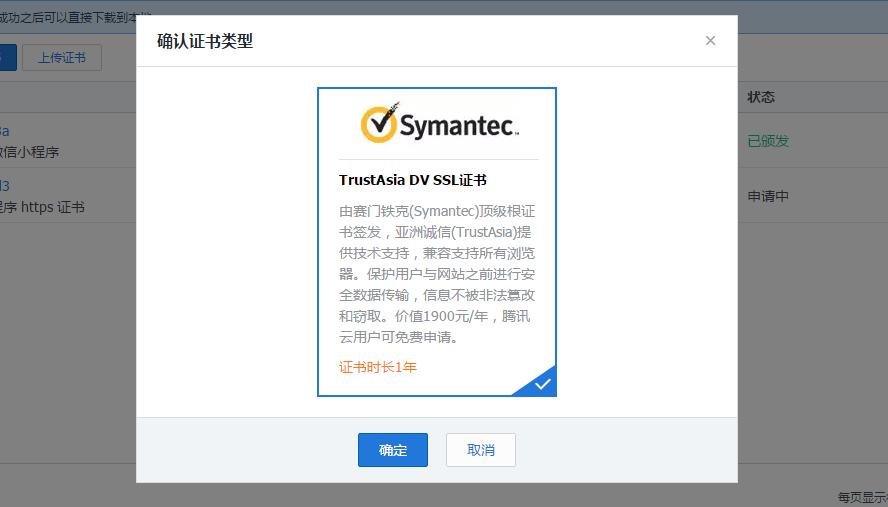 成功之后可以直接下载到本地
确认证书类型
×
上传证书
状态
3a
微信小程序
已颁发
d3
程序 https 证书
申请中
Symantec™
TrustAsia DV SSL证书
由赛门铁克(Symantec)顶级根证
书签发，亚洲诚信(TrustAsia)提
供技术支持，兼容支持所有浏览
器。保护用户与网站之前进行安
全数据传输，信息不被非法篡改
和窃取。价值1900元/年，腾讯
云用户可免费申请。
证书时长1年
确定
取消
每页显示